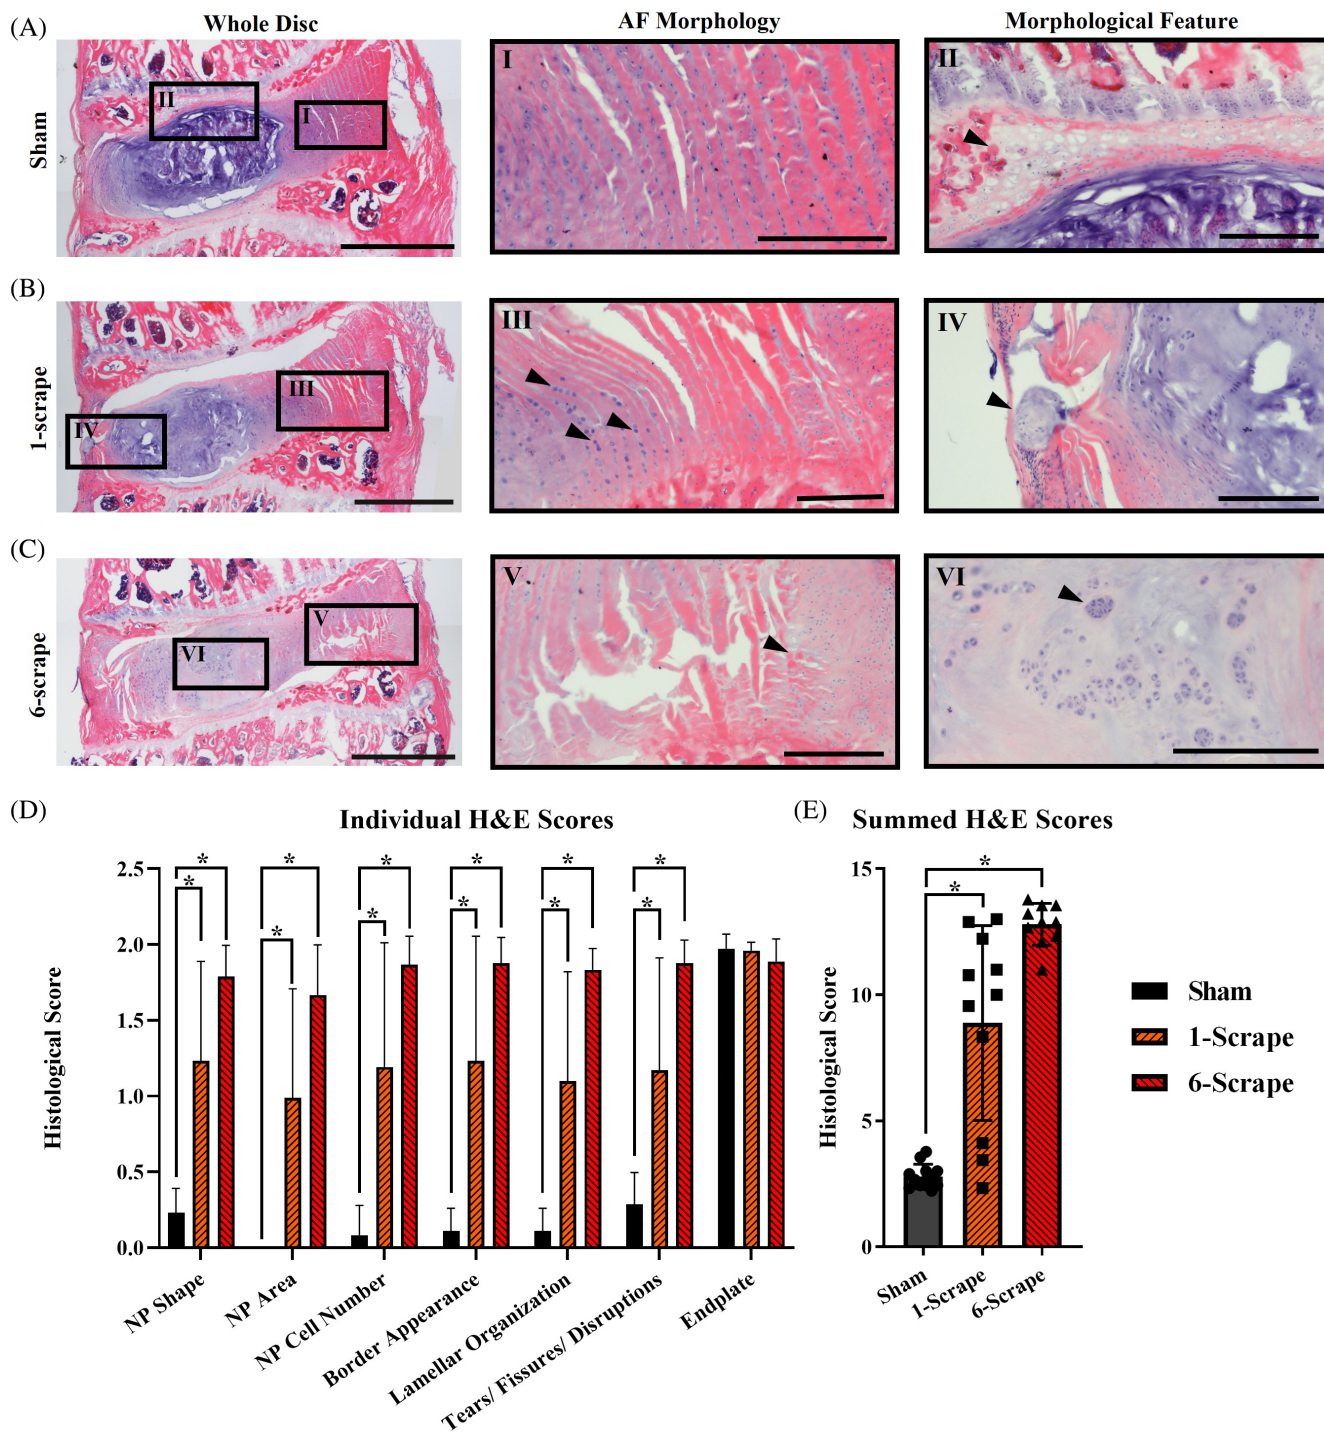 (A)
Whole Disc
AF Morphology
Morphological Feature
Sham
II
I
I
II
(B)
1-scrape
III
IV
III
IV
(C)
6-scrape
V
VI
V
VI
(D)
Individual H&E Scores
(E)
Summed H&E Scores
Histological Score
2.5
2.0
1.5
1.0
0.5
0.0
* * * * * * * * * * * *
NP Shape
NP Area
NP Cell Number
Border Appearance
Lamellar Organization
Tears/ Fissures/ Disruptions
Endplate
Histological Score
15
10
5
0
* *
Sham
1-Scrape
6-Scrape
Sham
1-Scrape
6-Scrape